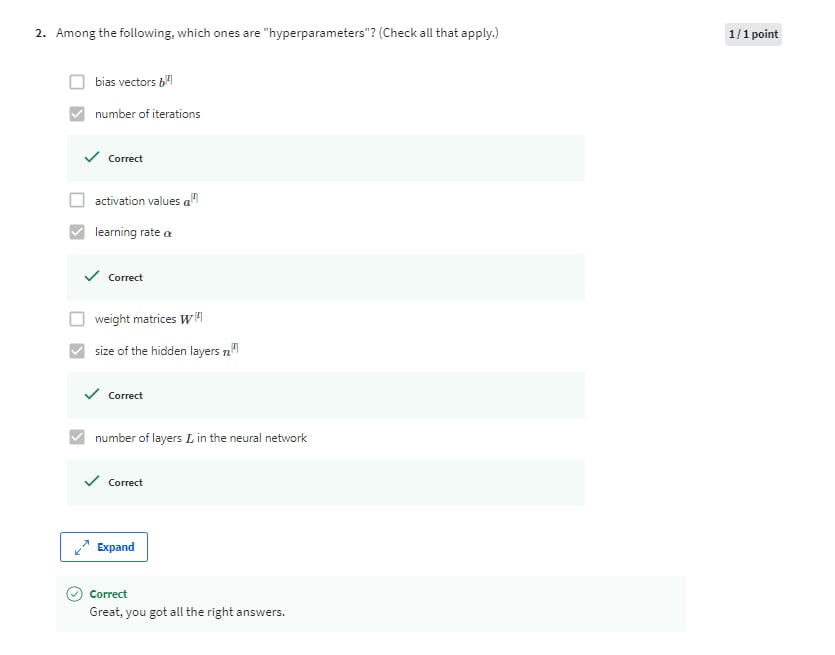 2. Among the following, which ones are "hyperparameters"? (Check all that apply.)
1 / 1 point
bias vectors b^[l]
number of iterations
Correct
activation values a^[l]
learning rate α
Correct
weight matrices W^[l]
size of the hidden layers n^[l]
Correct
number of layers L in the neural network
Correct
Expand
Correct
Great, you got all the right answers.